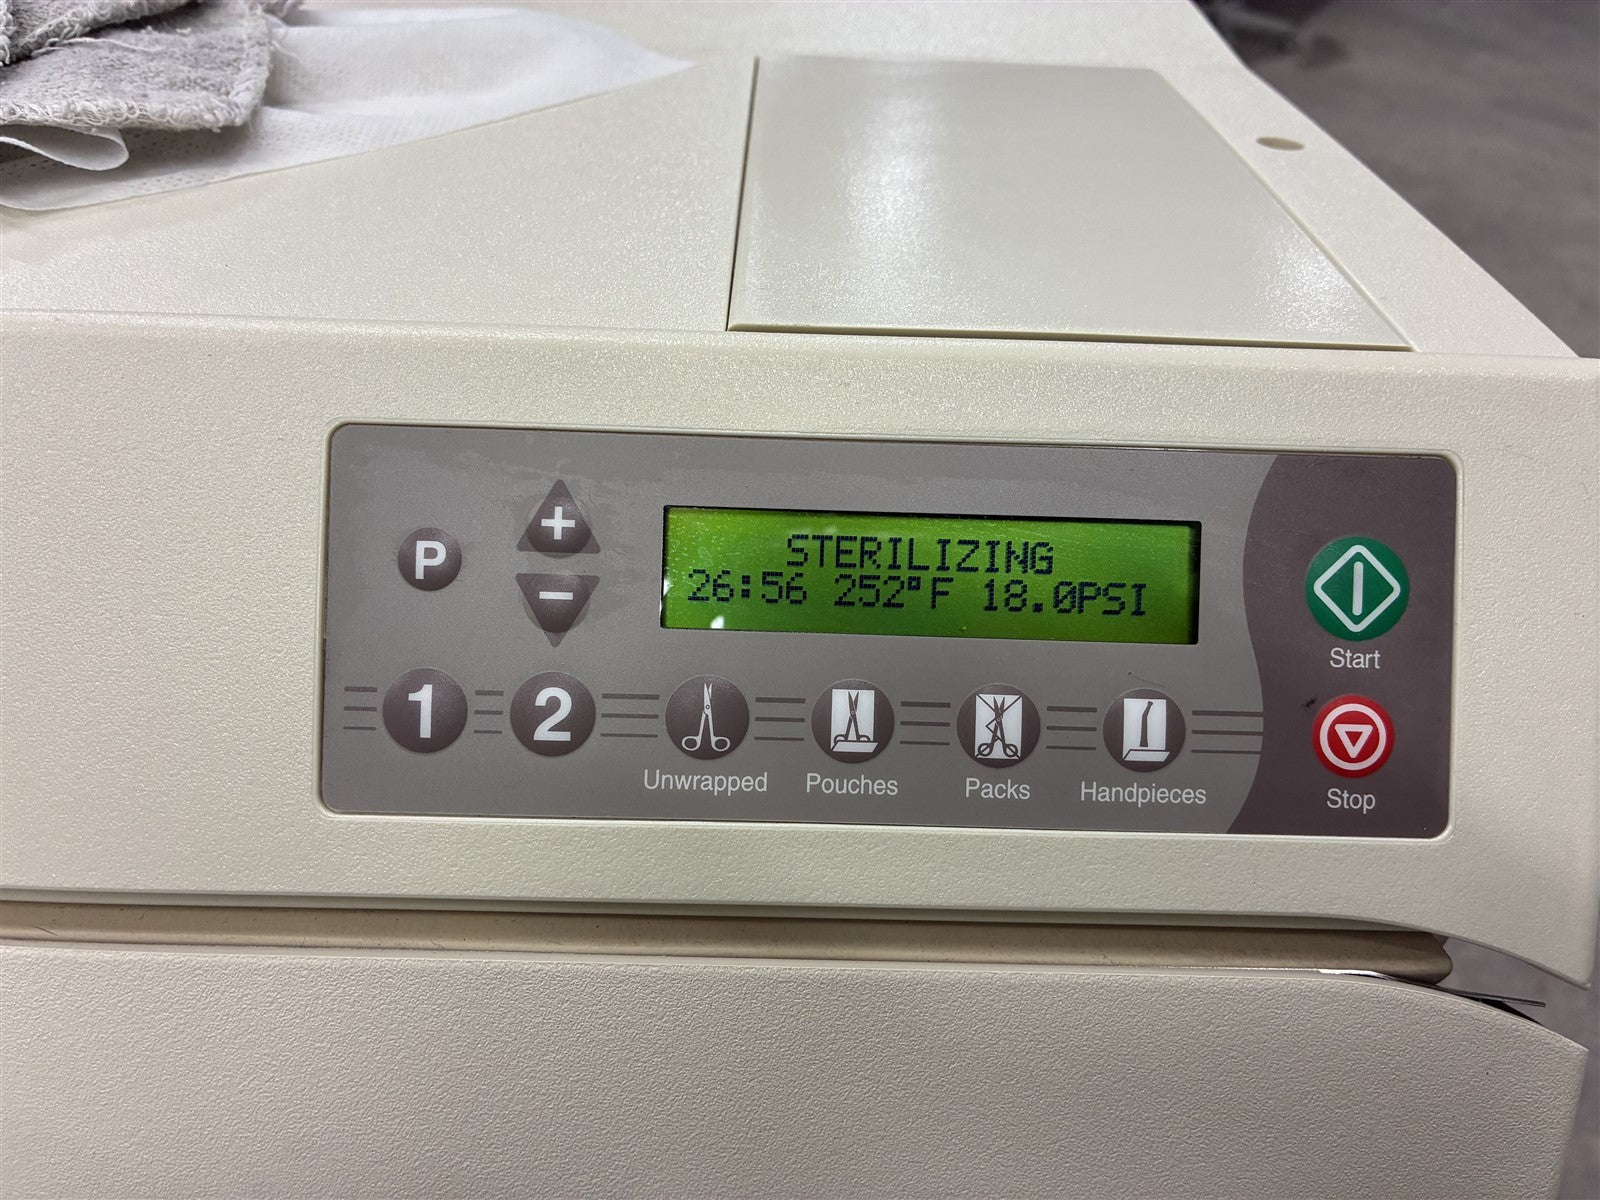 STERILIZING
26:56 252°F 18.0PSI
P
+
-
1
2
Unwrapped
Pouches
Packs
Handpieces
Start
Stop